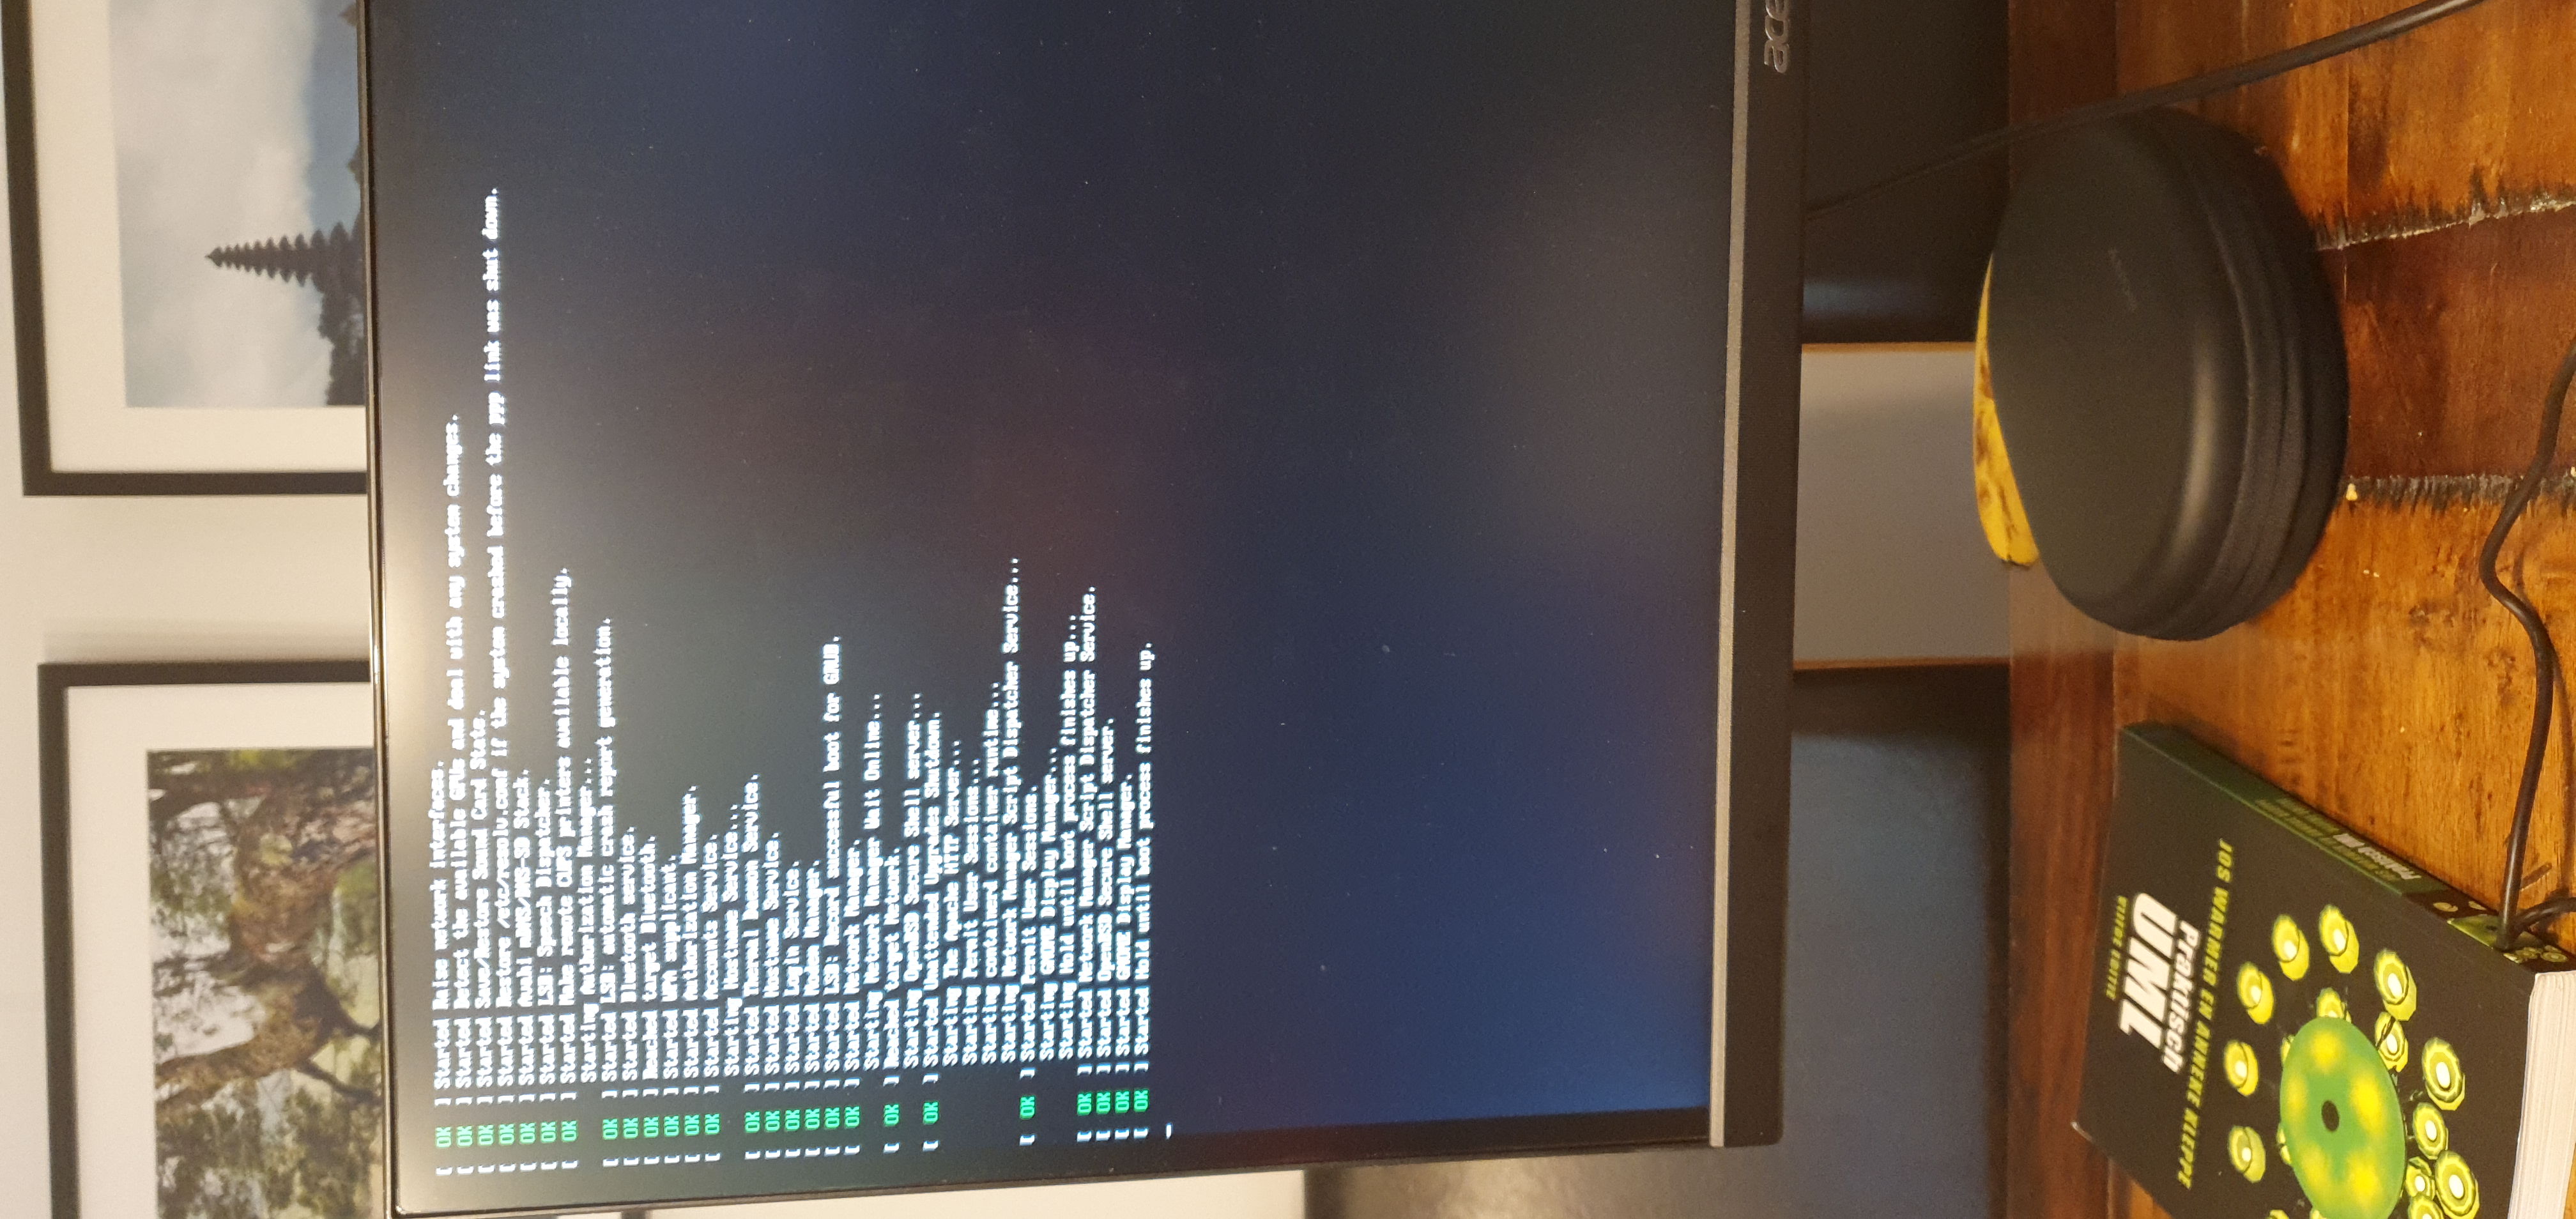 [ OK ] Started Raise network interfaces.
[ OK ] Started Detect the available GPUs and deal with any system changes.
[ OK ] Started Save/Restore Sound Card State.
[ OK ] Started Restore /etc/resolv.conf if the system crashed before the ppp link was shut down.
[ OK ] Started Avahi mDNS/DNS-SD Stack.
[ OK ] Started LSB: Speech Dispatcher.
[ OK ] Started Make remote CUPS printers available locally.
Starting Authorization Manager...
[ OK ] Started LSB: automatic crash report generation.
[ OK ] Started Bluetooth service.
[ OK ] Reached target Bluetooth.
[ OK ] Started WPA supplicant.
[ OK ] Started Authorization Manager.
[ OK ] Started Accounts Service.
Starting Hostname Service...
[ OK ] Started Thermal Daemon Service.
[ OK ] Started Hostname Service.
[ OK ] Started Login Service.
[ OK ] Started Modem Manager.
[ OK ] Started LSB: Record successful boot for GRUB.
[ OK ] Started Network Manager.
Starting Network Manager Wait Online...
[ OK ] Reached target Network.
Starting OpenBSD Secure Shell server...
[ OK ] Started Unattended Upgrades Shutdown.
Starting The Apache HTTP Server...
Starting Permit User Sessions...
Starting containerd container runtime...
Starting Network Manager Script Dispatcher Service...
[ OK ] Started Permit User Sessions.
Starting GNOME Display Manager...
Starting Hold until boot process finishes up...
[ OK ] Started Network Manager Script Dispatcher Service.
[ OK ] Started OpenBSD Secure Shell server.
[ OK ] Started GNOME Display Manager.
[ OK ] Started Hold until boot process finishes up.
ace
JOS WARMER EN ANNEKE KLEPPE
Praktisch
UML
VIJFDE EDITIE